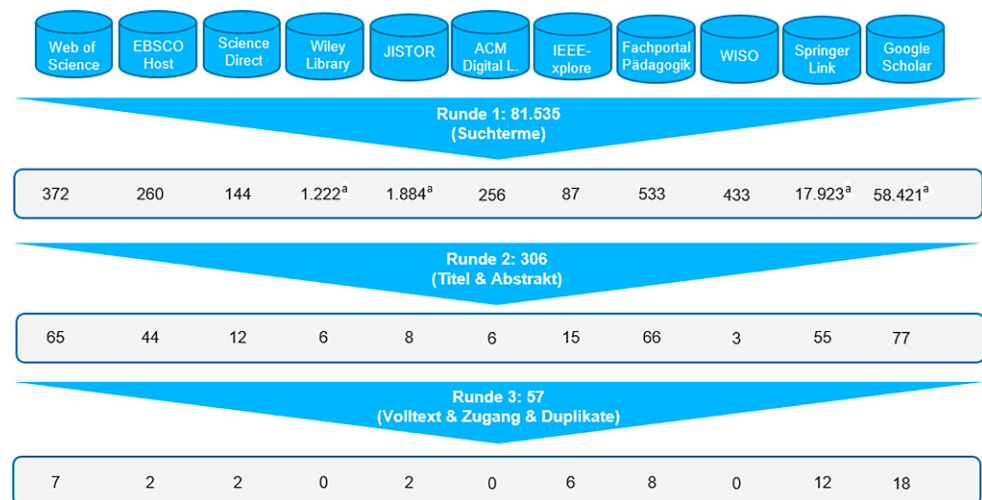 Web of
Science
EBSCO
Host
Science
Direct
Wiley
Library
JISTOR
ACM
Digital L.
IEEE-
xplore
Fachportal
Pädagogik
WISO
Springer
Link
Google
Scholar
Runde 1: 81.535
(Suchterme)
372 260 144 1.222ª 1.884ª 256 87 533 433 17.923ª 58.421ª
Runde 2: 306
(Titel & Abstrakt)
65 44 12 6 8 6 15 66 3 55 77
Runde 3: 57
(Volltext & Zugang & Duplikate)
7 2 2 0 2 0 6 8 0 12 18